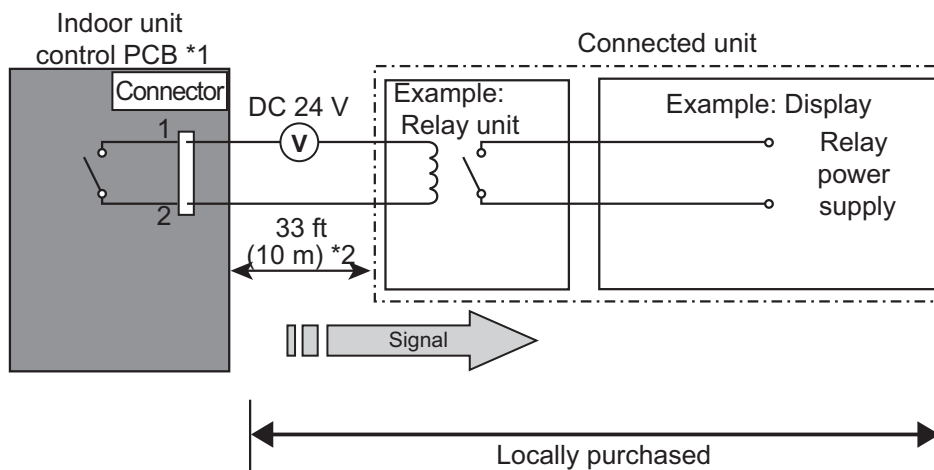 Indoor unit
control PCB *1
Connector
1
2
DC 24 V
V
33 ft
(10 m) *2
Connected unit
Example:
Relay unit
Example: Display
Relay
power
supply
Signal
Locally purchased